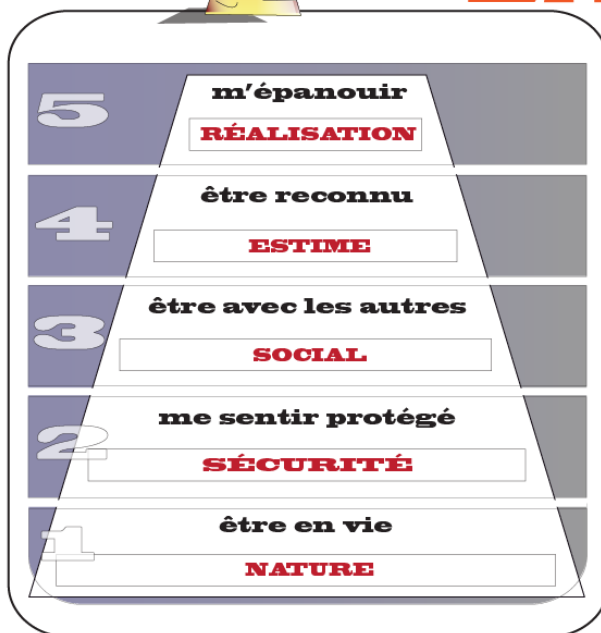 5
m'épanouir
RÉALISATION
4
être reconnu
ESTIME
3
être avec les autres
SOCIAL
2
me sentir protégé
SÉCURITÉ
1
être en vie
NATURE